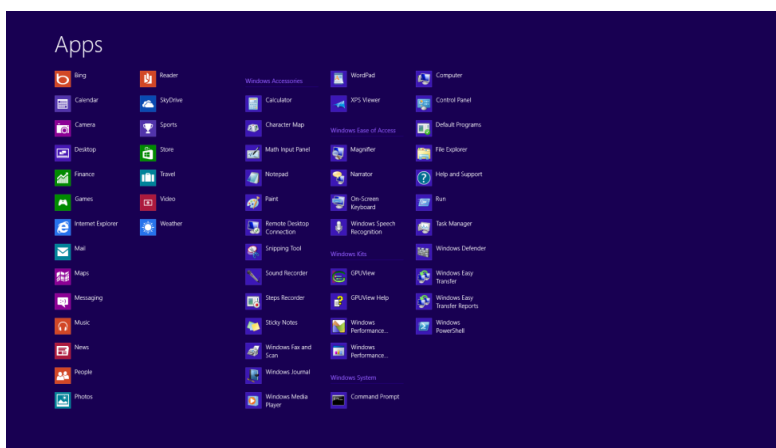 Apps
Bing
Calendar
Camera
Desktop
Finance
Games
Internet Explorer
Mail
Maps
Messaging
Music
News
People
Photos
Reader
SkyDrive
Sports
Store
Travel
Video
Weather
Windows Accessories
Calculator
Character Map
Math Input Panel
Notepad
Paint
Remote Desktop
Connection
Snipping Tool
Sound Recorder
Steps Recorder
Sticky Notes
Windows Fax and
Scan
Windows Journal
Windows Media
Player
WordPad
XPS Viewer
Windows Ease of Access
Magnifier
Narrator
On-Screen
Keyboard
Windows Speech
Recognition
Windows Kits
GPUView
GPUView Help
Windows
Performance...
Windows
Performance...
Windows System
Command Prompt
Computer
Control Panel
Default Programs
File Explorer
Help and Support
Run
Task Manager
Windows Defender
Windows Easy
Transfer
Windows Easy
Transfer Reports
Windows
PowerShell